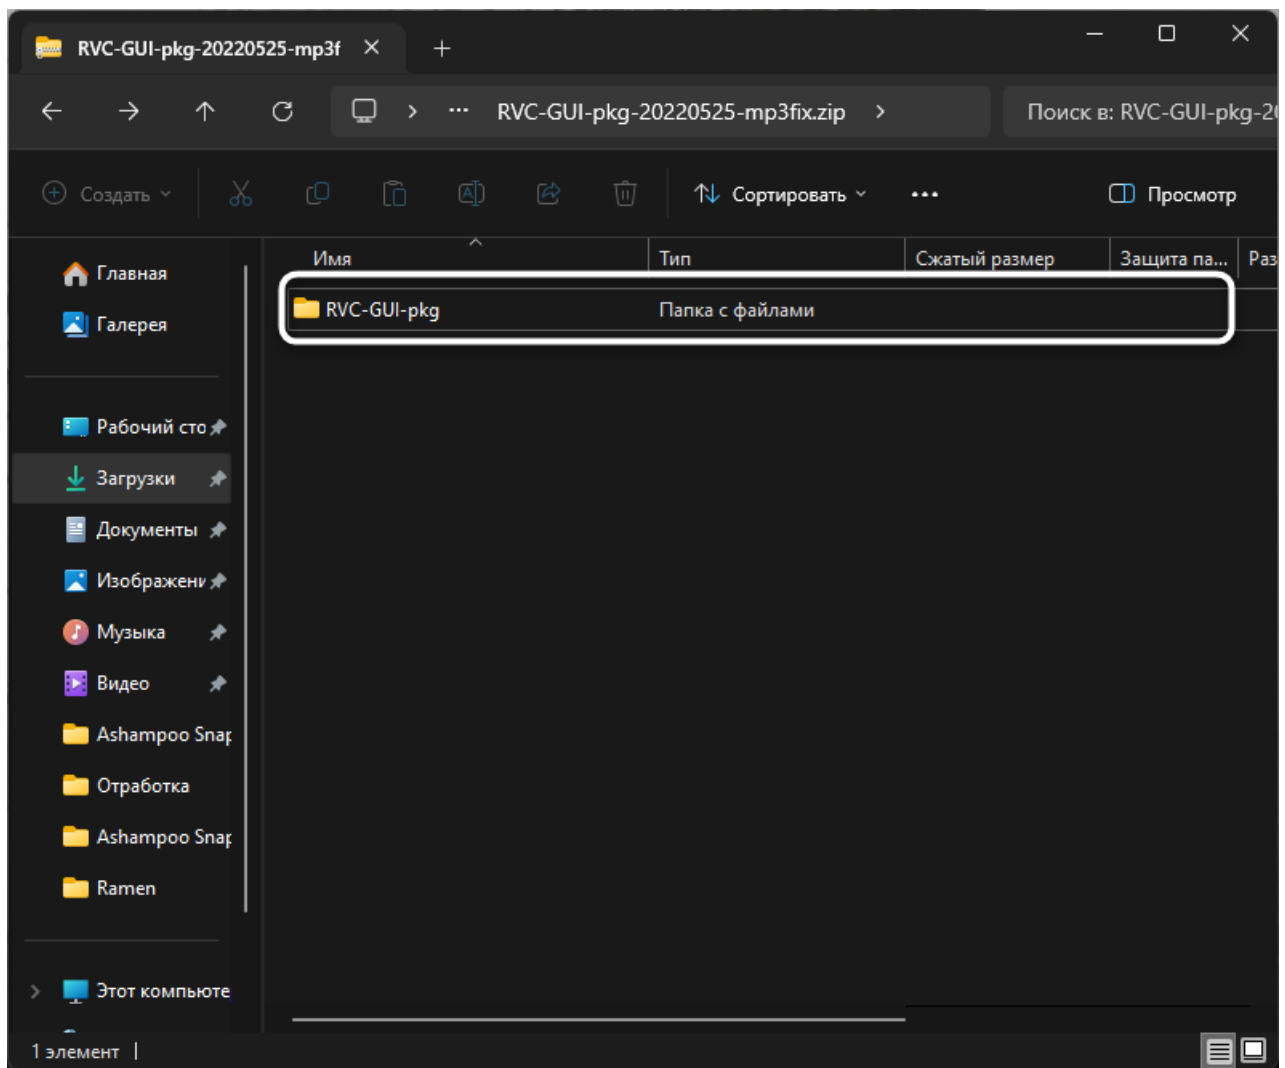 RVC-GUI-pkg-20220525-mp3f
RVC-GUI-pkg-20220525-mp3fix.zip
Поиск в: RVC-GUI-pkg-20
Создать
Сортировать
Просмотр
Имя Тип Сжатый размер Защита па... Раз
RVC-GUI-pkg Папка с файлами
Главная
Галерея
Рабочий сто
Загрузки
Документы
Изображени
Музыка
Видео
Ashampoo Snap
Отработка
Ashampoo Snap
Ramen
Этот компьюте
1 элемент